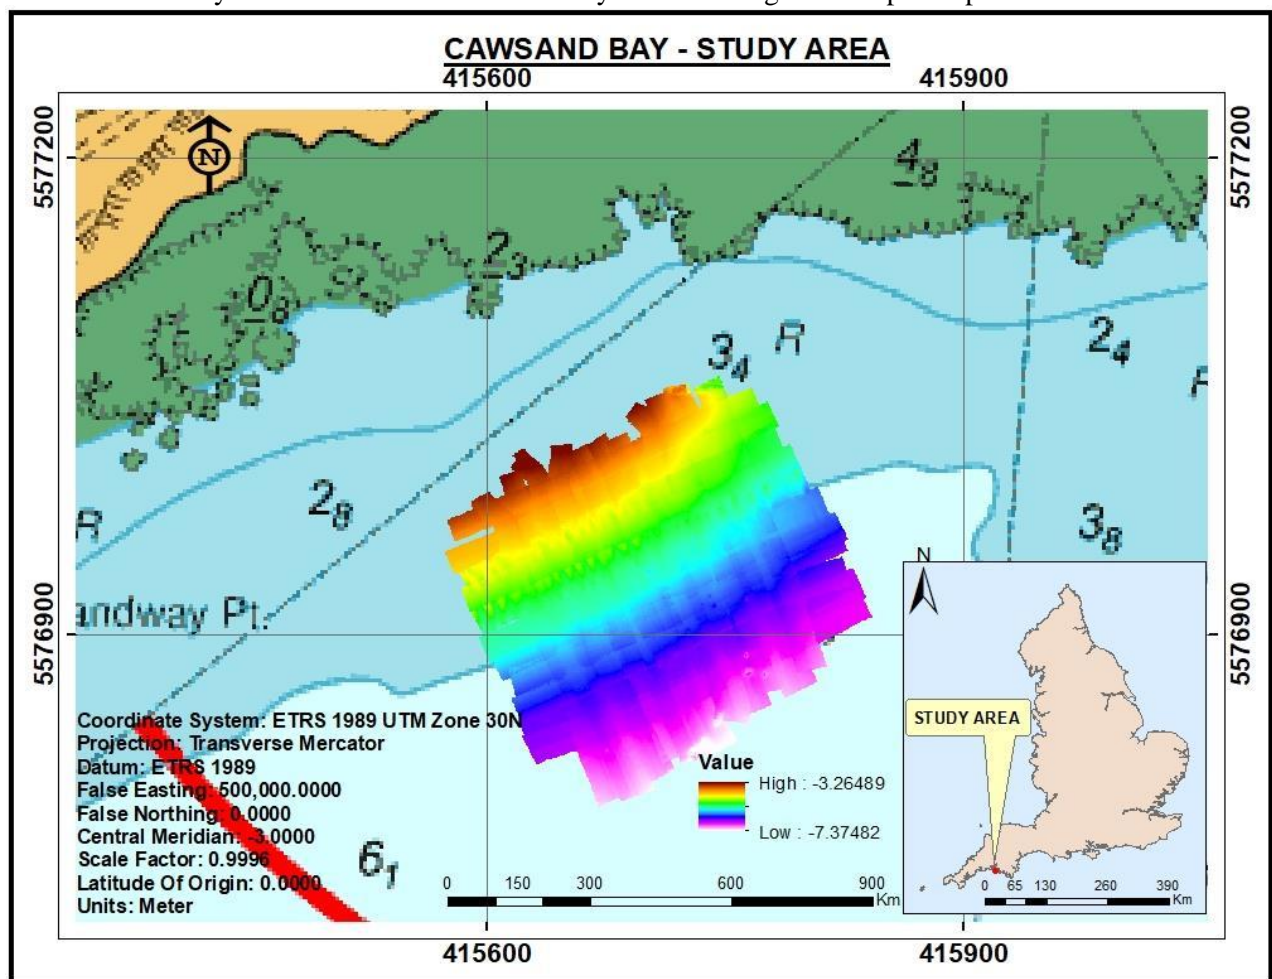 CAWSAND BAY - STUDY AREA
415600 415900
5577200 5577200
N
4₈
2₃
0₈
3₄ R
2₄
R
2₈
3₈
R
andway Pt.
5576900 5576900
N
STUDY AREA
Coordinate System: ETRS 1989 UTM Zone 30N
Projection: Transverse Mercator
Datum: ETRS 1989
False Easting: 500,000.0000
False Northing: 0.0000
Central Meridian: -3.0000
Scale Factor: 0.9996
Latitude Of Origin: 0.0000
Units: Meter
6₁
Value
High : -3.26489
Low : -7.37482
0 150 300 600 900
Km
0 65 130 260 390
Km
415600 415900